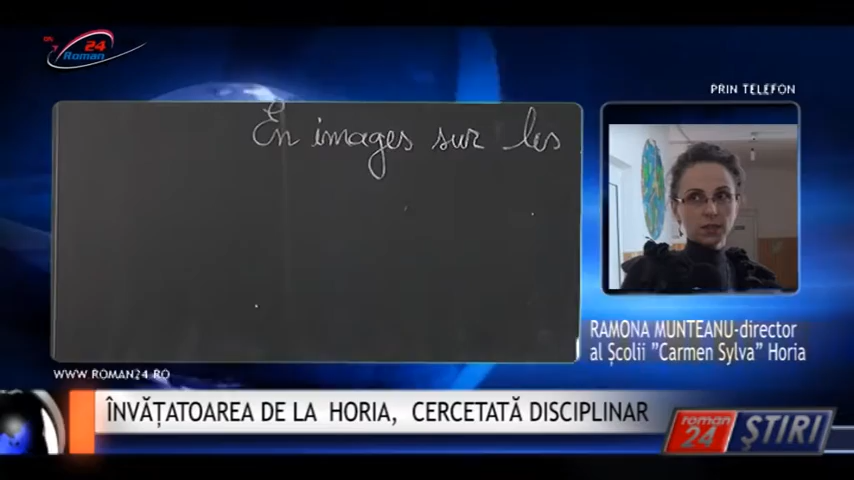 24
Roman
PRIN TELEFON
En images sur les
RAMONA MUNTEANU-director
al Școlii ”Carmen Sylva” Horia
WWW.ROMAN24.RO
ÎNVĂȚATOAREA DE LA HORIA, CERCETATĂ DISCIPLINAR
roman
24
ȘTIRI